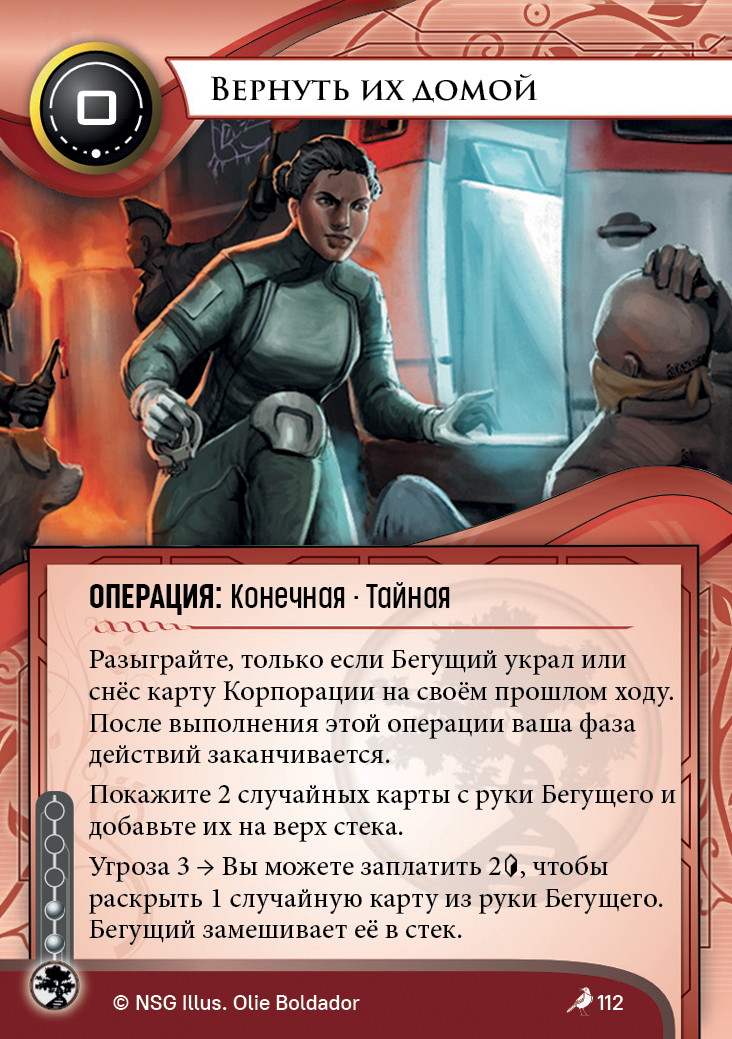 0
Вернуть их домой
ОПЕРАЦИЯ: Конечная · Тайная
Разыграйте, только если Бегущий украл или
снёс карту Корпорации на своём прошлом ходу.
После выполнения этой операции ваша фаза
действий заканчивается.
Покажите 2 случайных карты с руки Бегущего и
добавьте их на верх стека.
Угроза 3 → Вы можете заплатить 2, чтобы
раскрыть 1 случайную карту из руки Бегущего.
Бегущий замешивает её в стек.
© NSG Illus. Olie Boldador
112